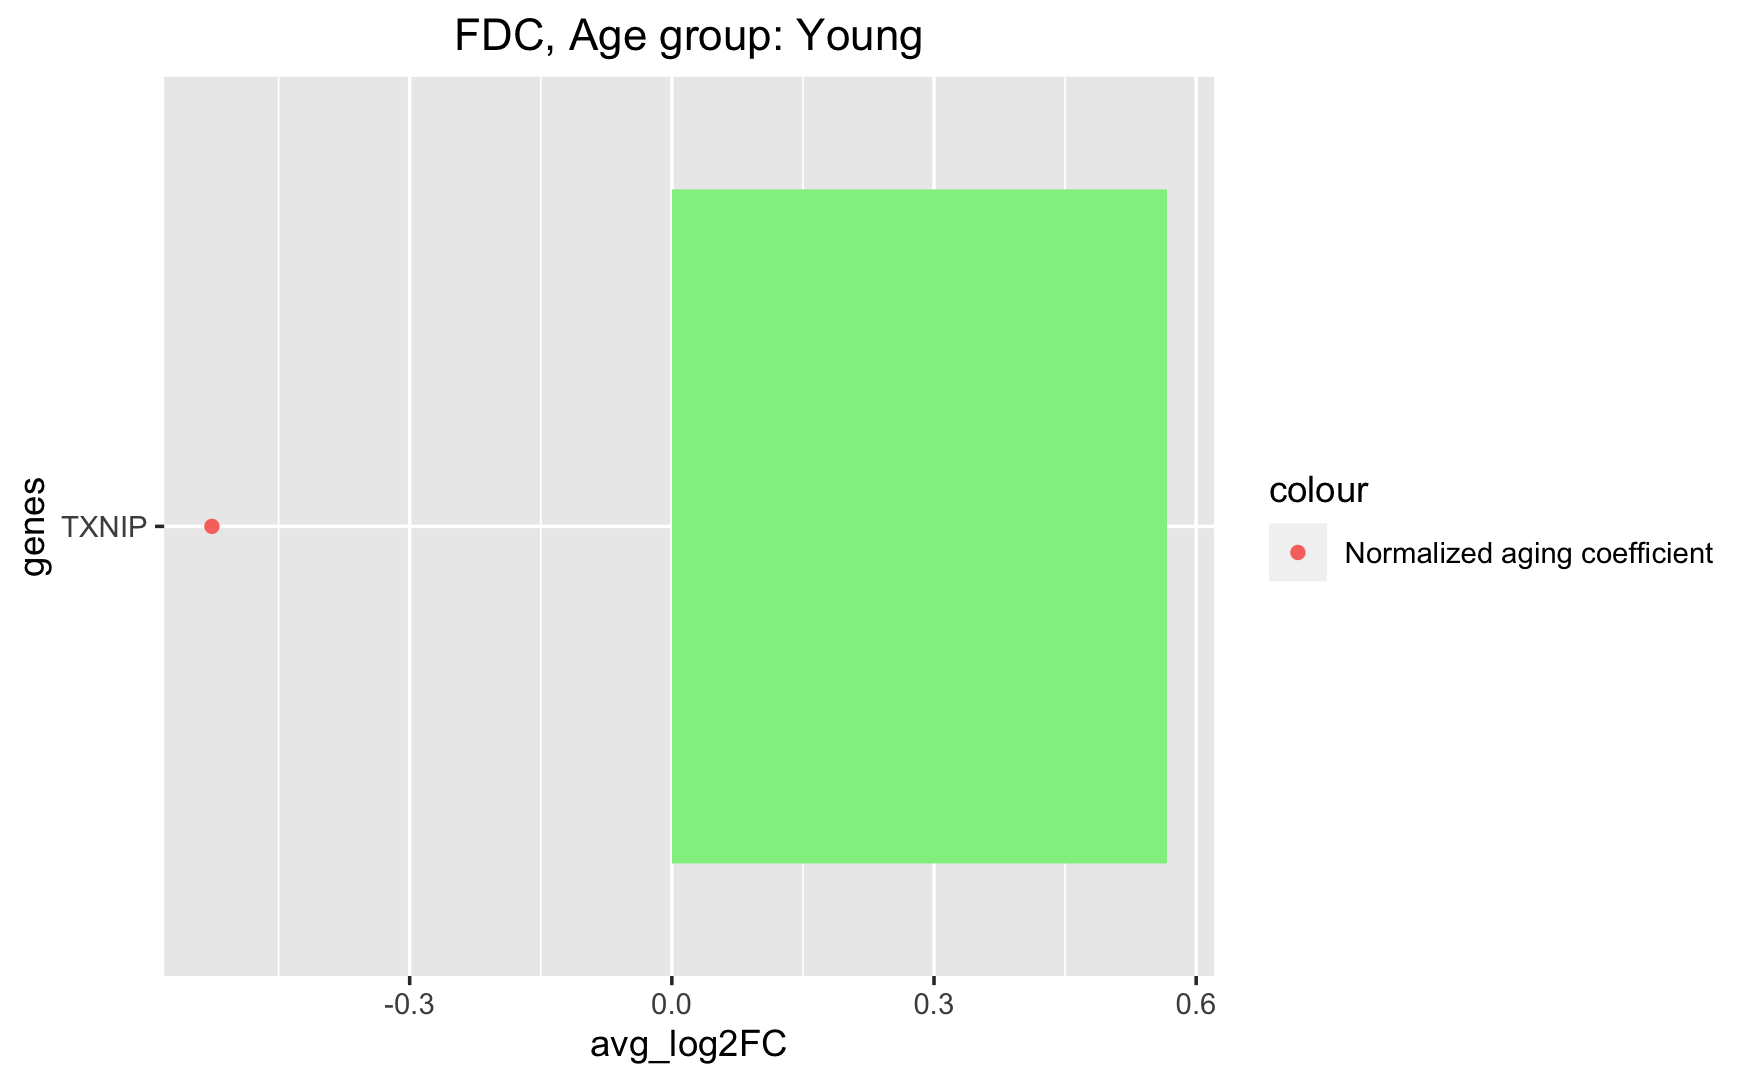 FDC, Age group: Young
genes
TXNIP
-0.3
0.0
0.3
0.6
avg_log2FC
colour
Normalized aging coefficient